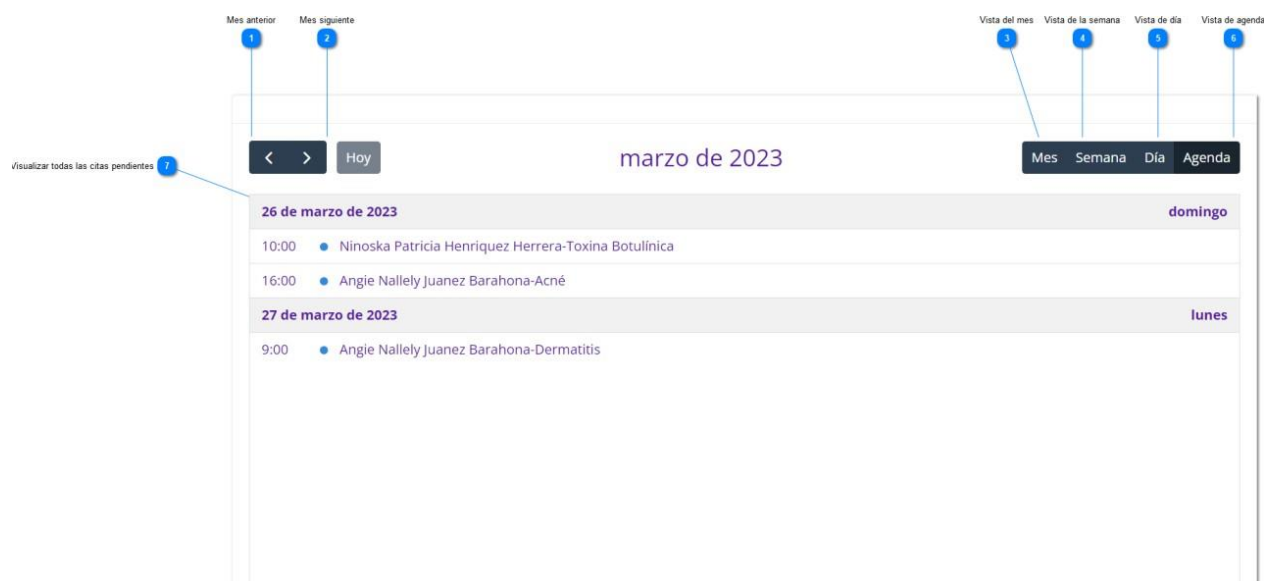 Mes anterior Mes siguiente Vista del mes Vista de la semana Vista de día Vista de agenda
1 2 3 4 5 6
Hoy marzo de 2023 Mes Semana Día Agenda
Visualizar todas las citas pendientes 7
26 de marzo de 2023 domingo
10:00 Ninoska Patricia Henriquez Herrera-Toxina Botulínica
16:00 Angie Nallely Juanez Barahona-Acné
27 de marzo de 2023 lunes
9:00 Angie Nallely Juanez Barahona-Dermatitis